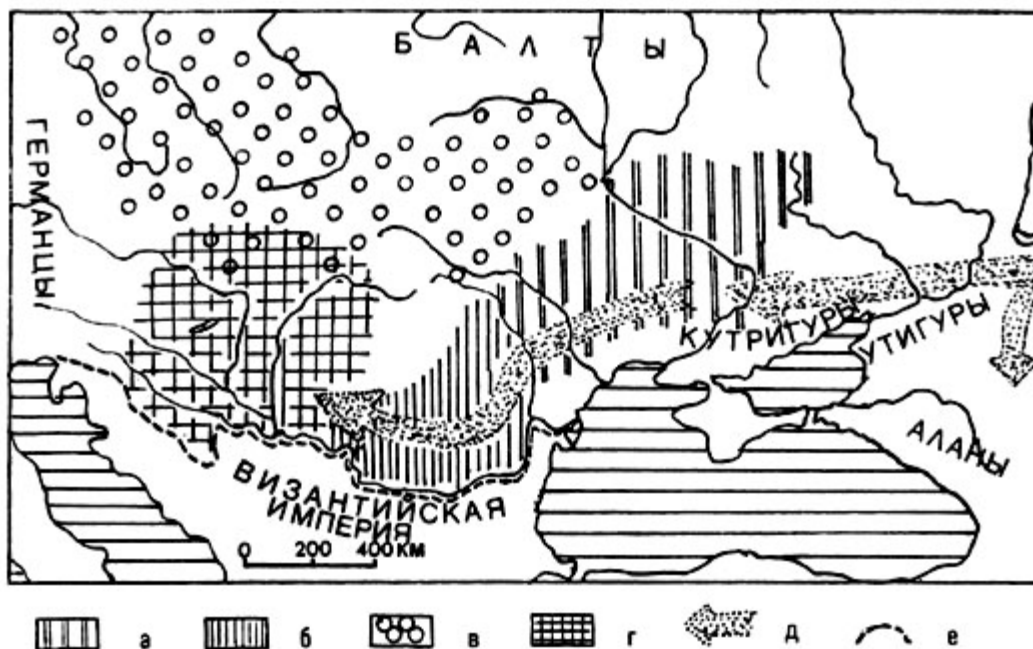 БАЛТЫ
ГЕРМАНЦЫ
КУТРИГУРЫ
УТИГУРЫ
АЛАНЫ
ВИЗАНТИЙСКАЯ
ИМПЕРИЯ
0 200 400 КМ
а б в г д е